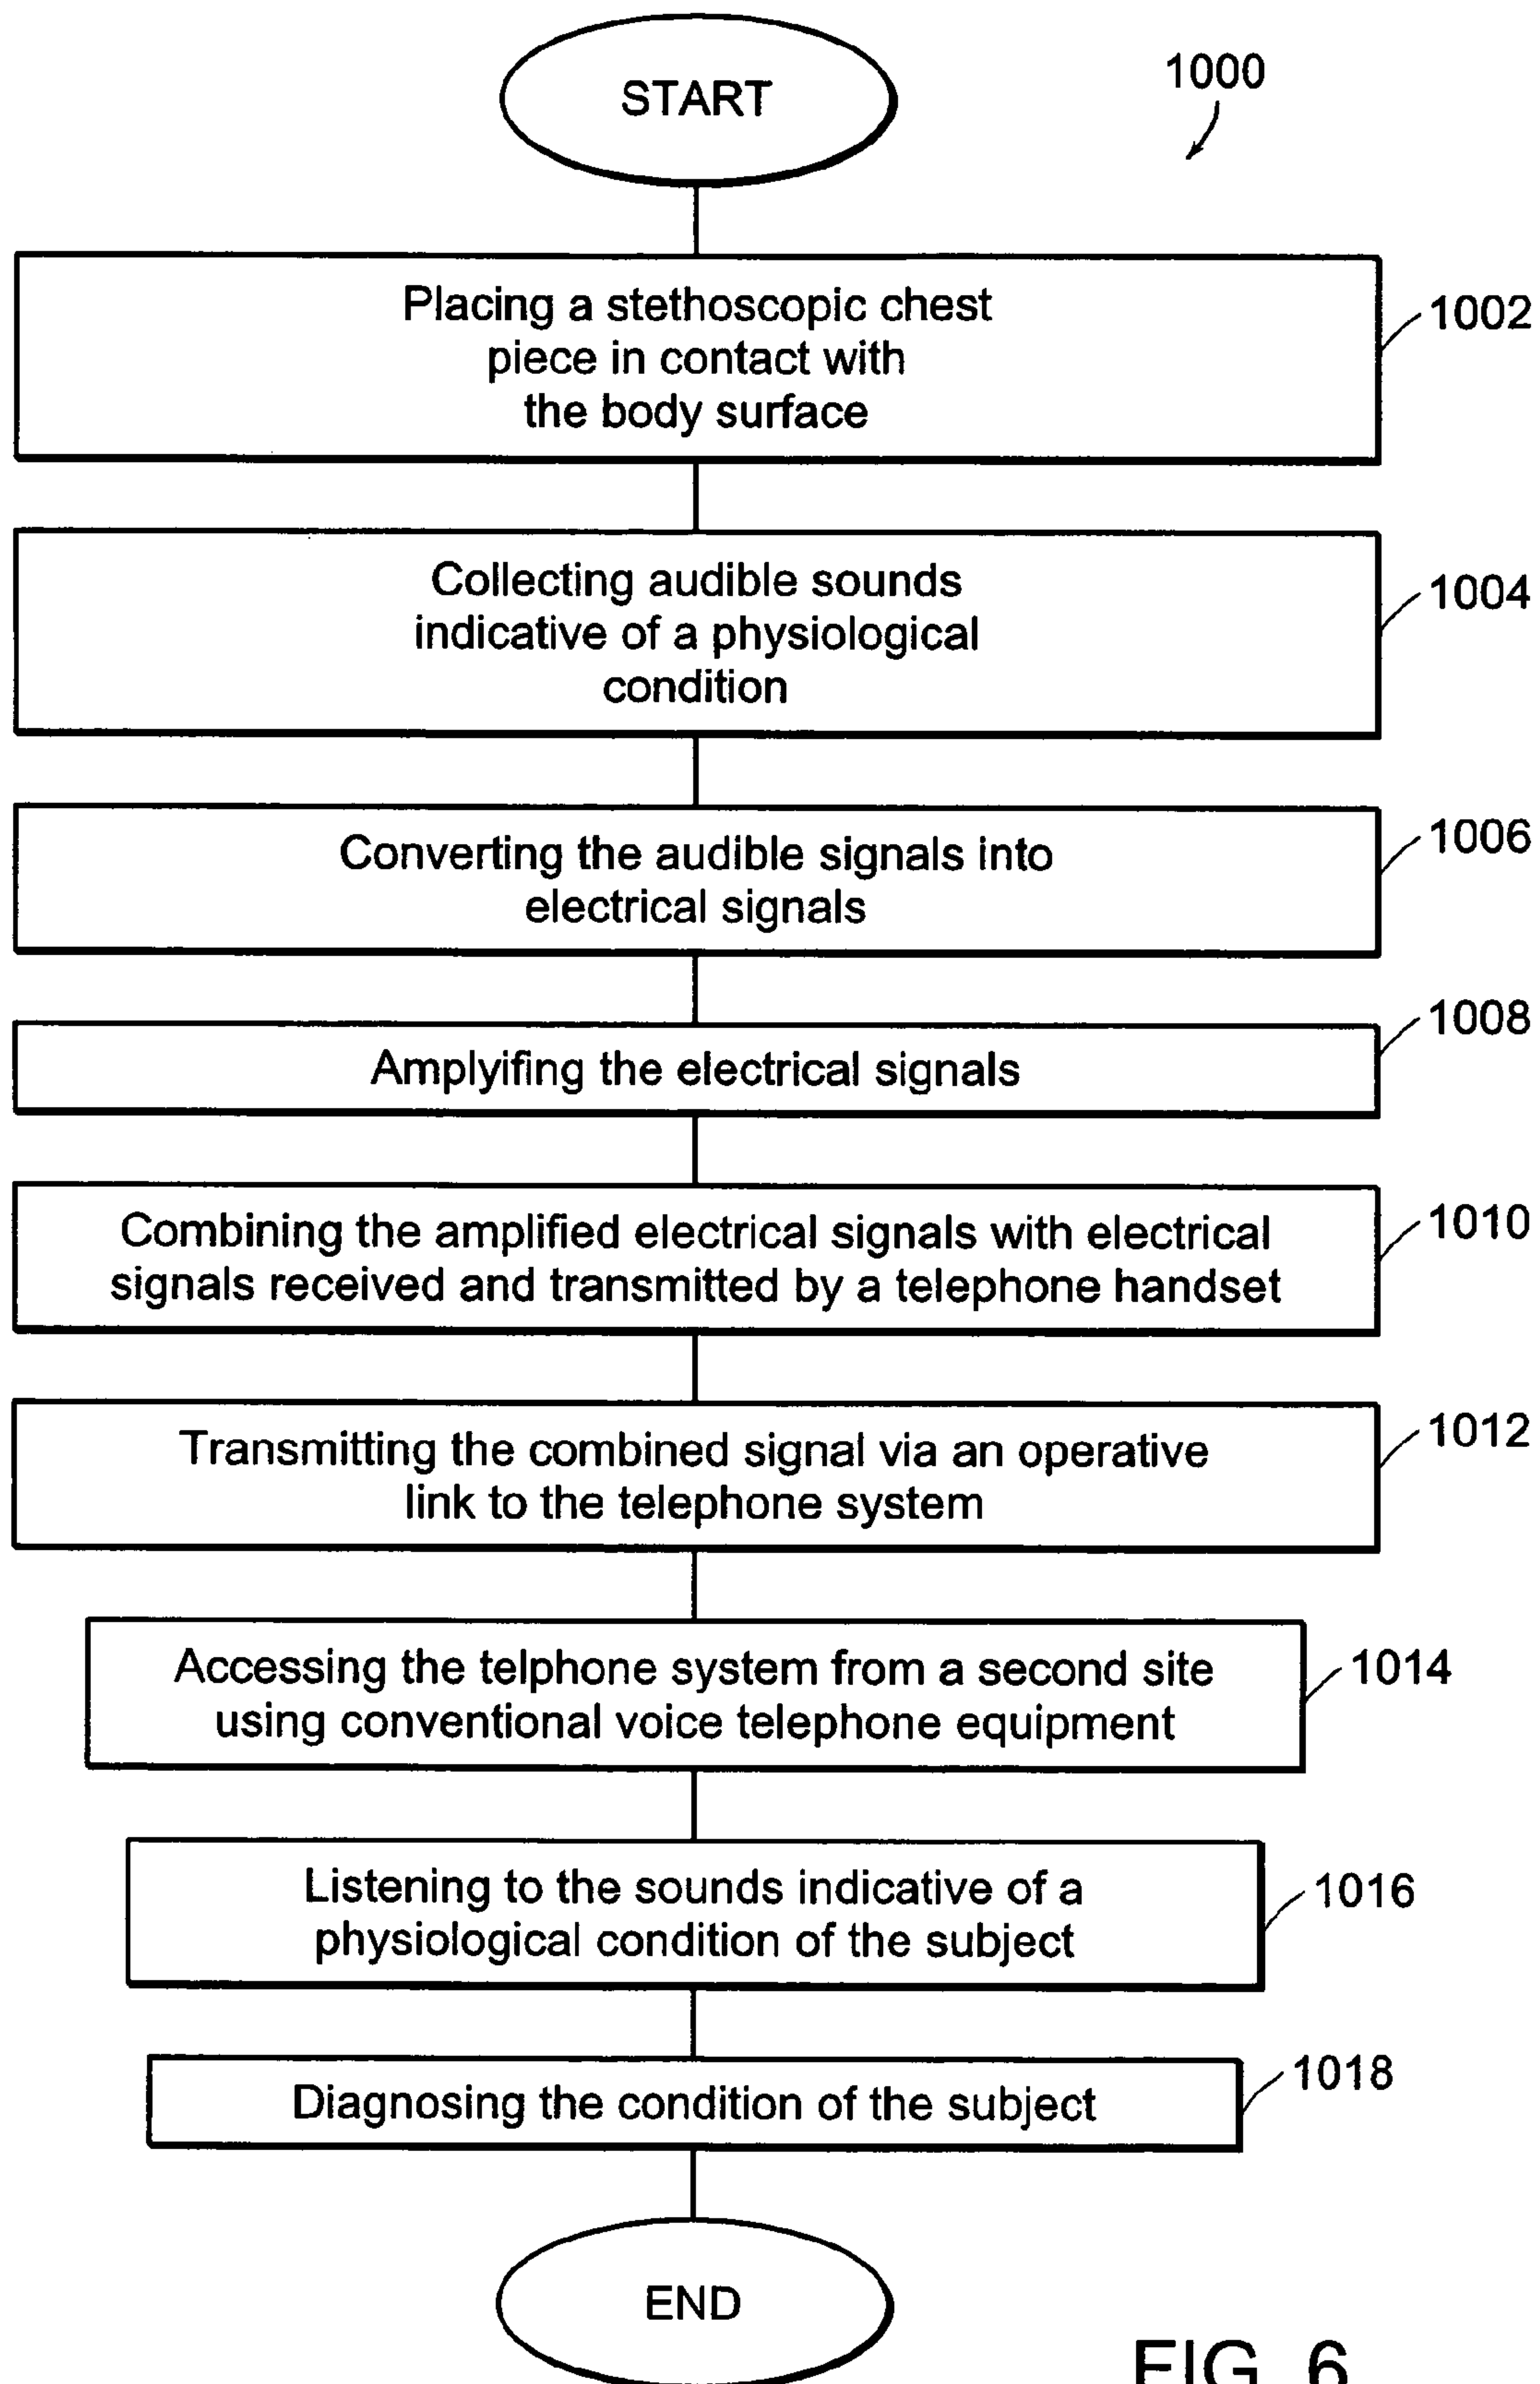 START
1000
Placing a stethoscopic chest
piece in contact with
the body surface
1002
Collecting audible sounds
indicative of a physiological
condition
1004
Converting the audible signals into
electrical signals
1006
Amplyifing the electrical signals
1008
Combining the amplified electrical signals with electrical
signals received and transmitted by a telephone handset
1010
Transmitting the combined signal via an operative
link to the telephone system
1012
Accessing the telphone system from a second site
using conventional voice telephone equipment
1014
Listening to the sounds indicative of a
physiological condition of the subject
1016
Diagnosing the condition of the subject
1018
END
FIG. 6